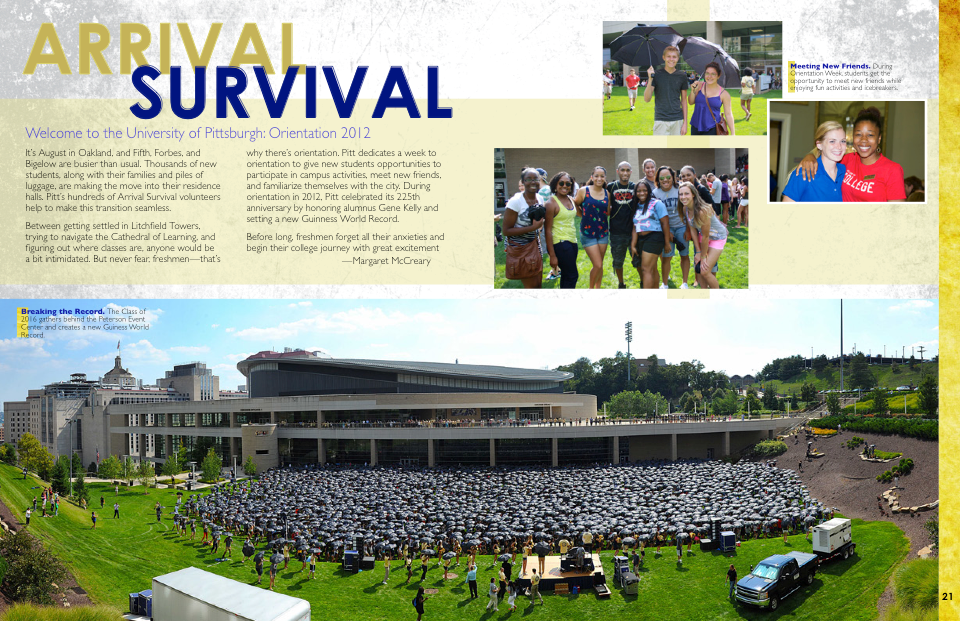 ARRIVAL
SURVIVAL
Welcome to the University of Pittsburgh: Orientation 2012
It's August in Oakland, and Fifth, Forbes, and
Bigelow are busier than usual. Thousands of new
students, along with their families and piles of
luggage, are making the move into their residence
halls. Pitt's hundreds of Arrival Survival volunteers
help to make this transition seamless.
Between getting settled in Litchfield Towers,
trying to navigate the Cathedral of Learning, and
figuring out where classes are, anyone would be
a bit intimidated. But never fear, freshmen—that's
why there's orientation. Pitt dedicates a week to
orientation to give new students opportunities to
participate in campus activities, meet new friends,
and familiarize themselves with the city. During
orientation in 2012, Pitt celebrated its 225th
anniversary by honoring alumnus Gene Kelly and
setting a new Guinness World Record.
Before long, freshmen forget all their anxieties and
begin their college journey with great excitement
—Margaret McCreary
Meeting New Friends. During
Orientation Week, students get the
opportunity to meet new friends while
enjoying fun activities and icebreakers.
COLLEGE
Breaking the Record. The Class of
2016 gathers behind the Peterson Event
Center and creates a new Guiness World
Record.
21